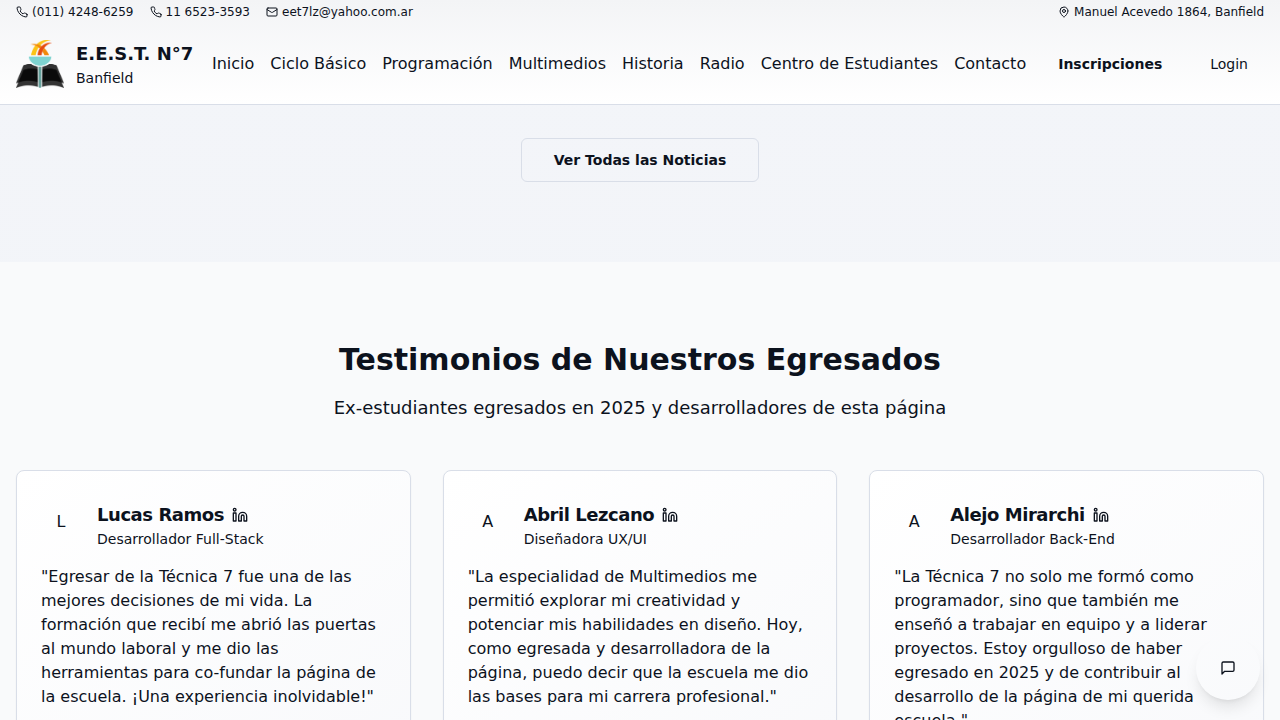 (011) 4248-6259 11 6523-3593 eet7lz@yahoo.com.ar Manuel Acevedo 1864, Banfield
E.E.S.T. N°7
Banfield
Inicio Ciclo Básico Programación Multimedios Historia Radio Centro de Estudiantes Contacto Inscripciones Login
Ver Todas las Noticias
Testimonios de Nuestros Egresados
Ex-estudiantes egresados en 2025 y desarrolladores de esta página
L
Lucas Ramos
Desarrollador Full-Stack
"Egresar de la Técnica 7 fue una de las
mejores decisiones de mi vida. La
formación que recibí me abrió las puertas
al mundo laboral y me dio las
herramientas para co-fundar la página de
la escuela. ¡Una experiencia inolvidable!"
A
Abril Lezcano
Diseñadora UX/UI
"La especialidad de Multimedios me
permitió explorar mi creatividad y
potenciar mis habilidades en diseño. Hoy,
como egresada y desarrolladora de la
página, puedo decir que la escuela me dio
las bases para mi carrera profesional."
A
Alejo Mirarchi
Desarrollador Back-End
"La Técnica 7 no solo me formó como
programador, sino que también me
enseñó a trabajar en equipo y a liderar
proyectos. Estoy orgulloso de haber
egresado en 2025 y de contribuir al
desarrollo de la página de mi querida
escuela."